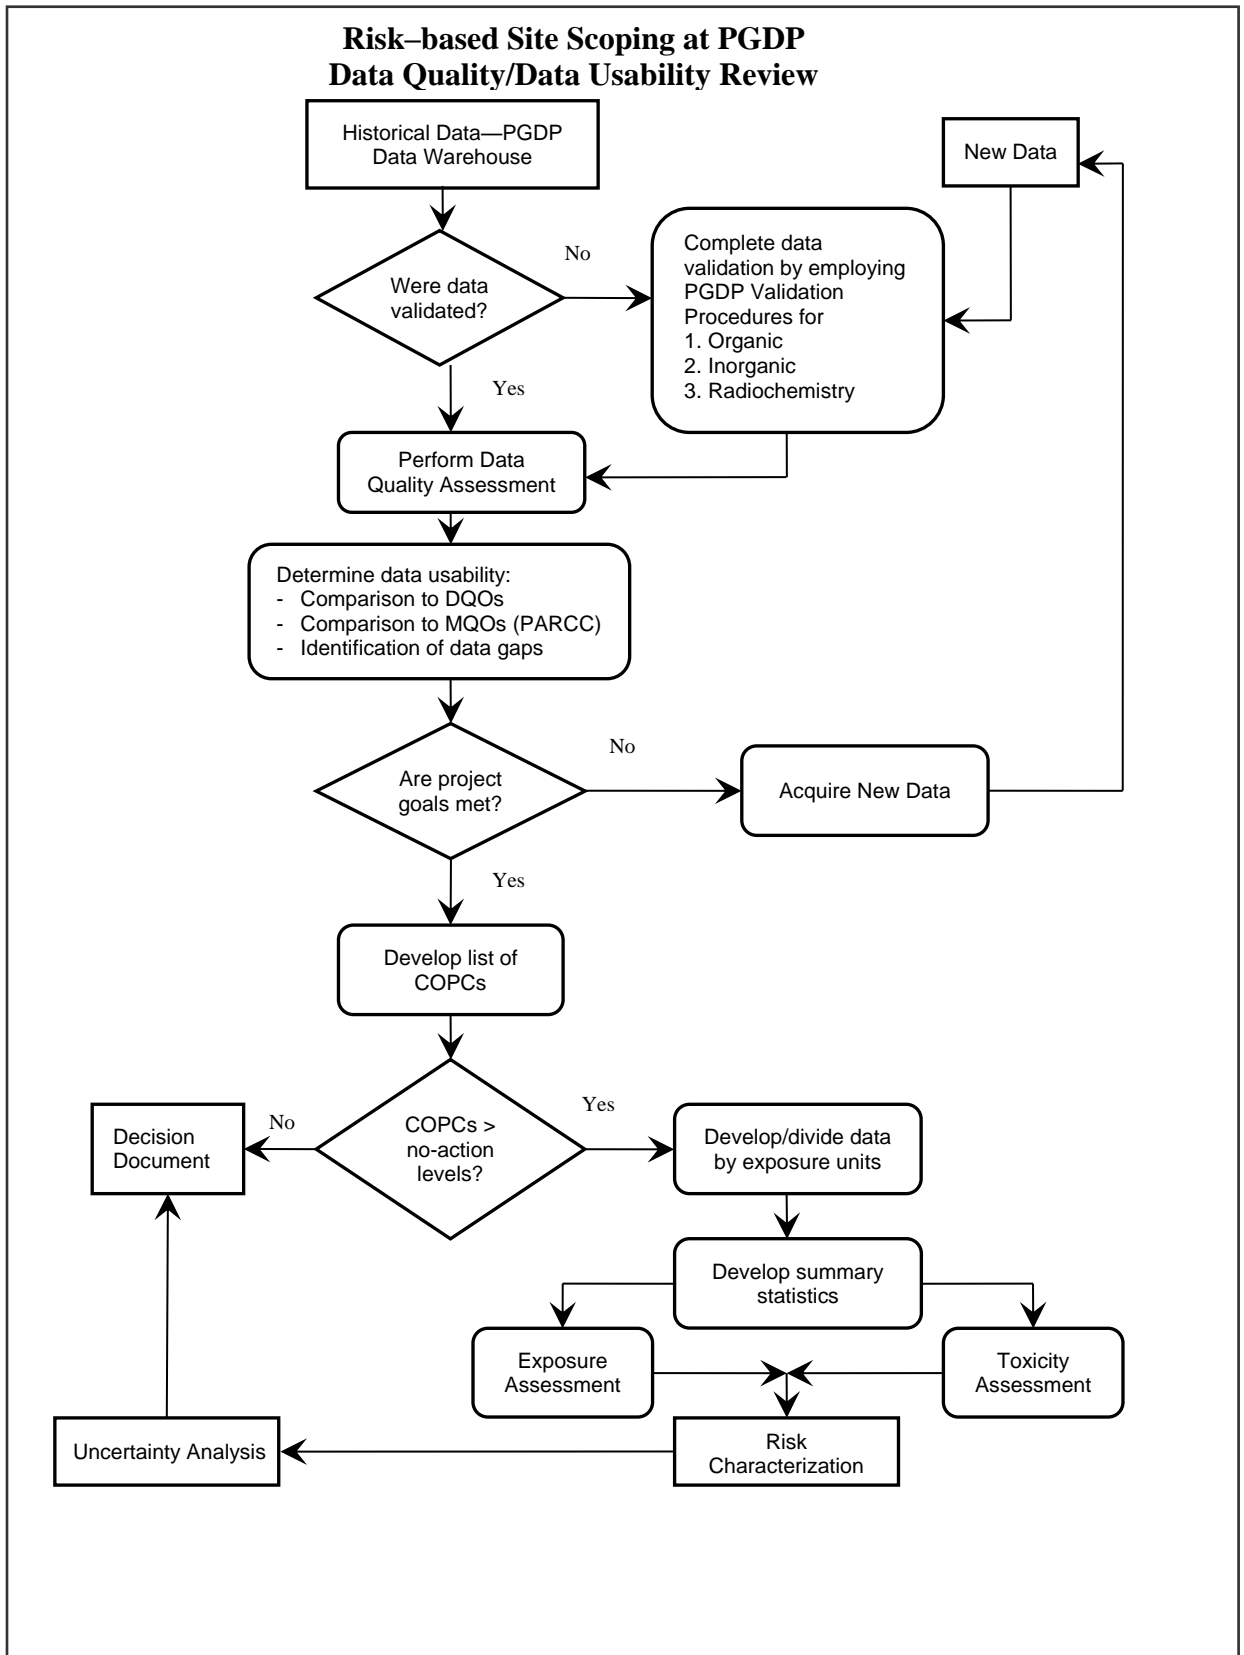 Risk–based Site Scoping at PGDP
Data Quality/Data Usability Review
Historical Data—PGDP
Data Warehouse
New Data
Were data
validated?
No
Complete data
validation by employing
PGDP Validation
Procedures for
1. Organic
2. Inorganic
3. Radiochemistry
Yes
Perform Data
Quality Assessment
Determine data usability:
- Comparison to DQOs
- Comparison to MQOs (PARCC)
- Identification of data gaps
Are project
goals met?
No
Acquire New Data
Yes
Develop list of
COPCs
COPCs >
no-action
levels?
No
Decision
Document
Yes
Develop/divide data
by exposure units
Develop summary
statistics
Exposure
Assessment
Toxicity
Assessment
Risk
Characterization
Uncertainty Analysis